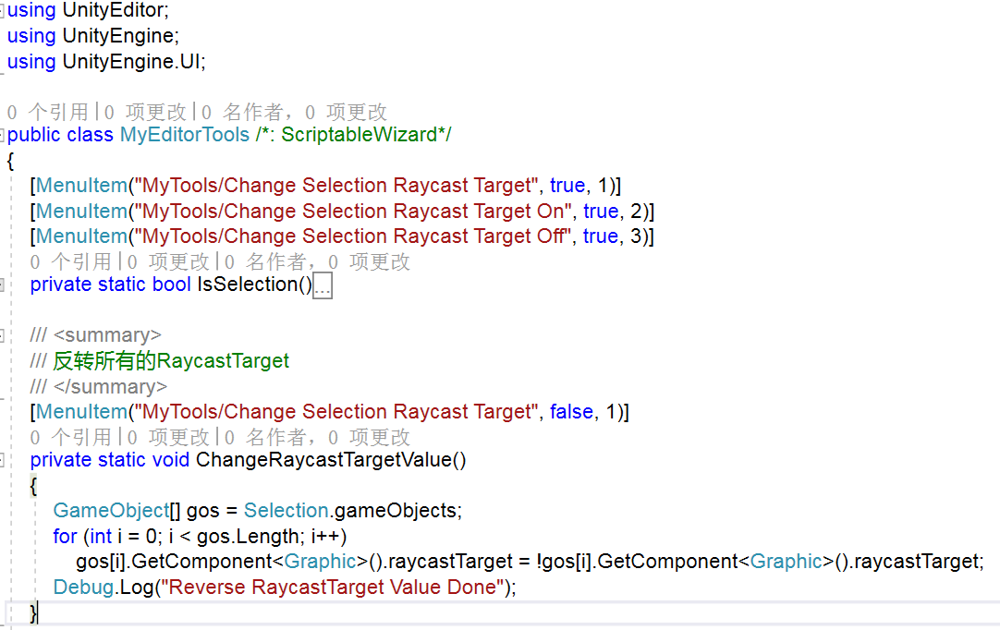 using UnityEditor;
using UnityEngine;
using UnityEngine.UI;
0 个引用|0 项更改|0 名作者，0 项更改
public class MyEditorTools /*: ScriptableWizard*/
{
[MenuItem("MyTools/Change Selection Raycast Target", true, 1)]
[MenuItem("MyTools/Change Selection Raycast Target On", true, 2)]
[MenuItem("MyTools/Change Selection Raycast Target Off", true, 3)]
0 个引用|0 项更改|0 名作者，0 项更改
private static bool IsSelection()...
/// <summary>
/// 反转所有的RaycastTarget
/// </summary>
[MenuItem("MyTools/Change Selection Raycast Target", false, 1)]
0 个引用|0 项更改|0 名作者，0 项更改
private static void ChangeRaycastTargetValue()
{
GameObject[] gos = Selection.gameObjects;
for (int i = 0; i < gos.Length; i++)
gos[i].GetComponent<Graphic>().raycastTarget = !gos[i].GetComponent<Graphic>().raycastTarget;
Debug.Log("Reverse RaycastTarget Value Done");
}